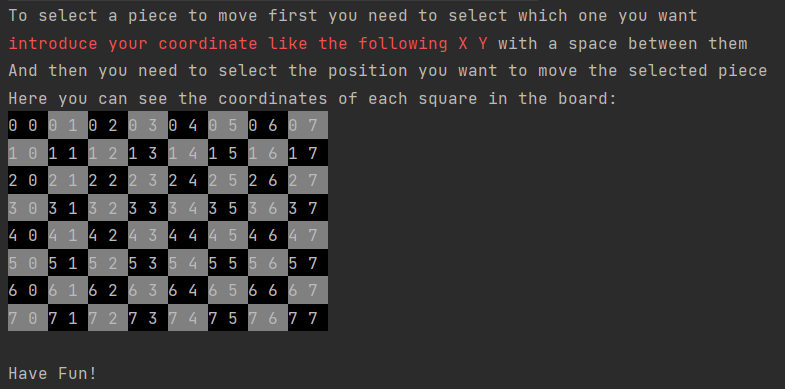 To select a piece to move first you need to select which one you want
introduce your coordinate like the following X Y with a space between them
And then you need to select the position you want to move the selected piece
Here you can see the coordinates of each square in the board:
0 0 0 1 0 2 0 3 0 4 0 5 0 6 0 7
1 0 1 1 1 2 1 3 1 4 1 5 1 6 1 7
2 0 2 1 2 2 2 3 2 4 2 5 2 6 2 7
3 0 3 1 3 2 3 3 3 4 3 5 3 6 3 7
4 0 4 1 4 2 4 3 4 4 4 5 4 6 4 7
5 0 5 1 5 2 5 3 5 4 5 5 5 6 5 7
6 0 6 1 6 2 6 3 6 4 6 5 6 6 6 7
7 0 7 1 7 2 7 3 7 4 7 5 7 6 7 7
Have Fun!